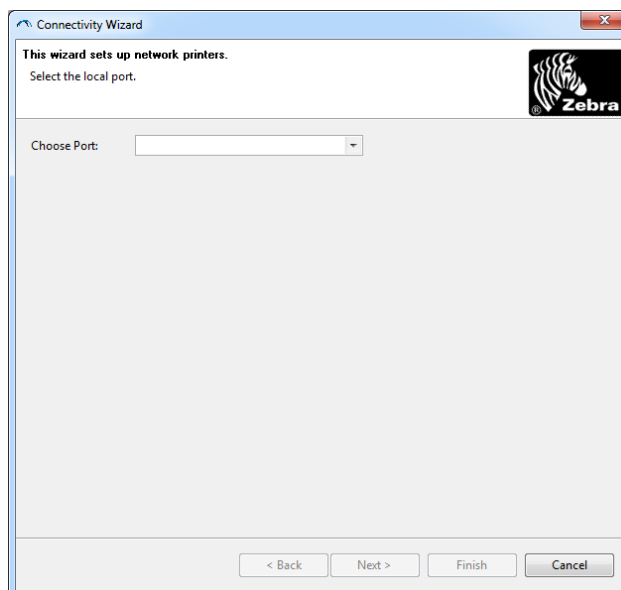 Connectivity Wizard
This wizard sets up network printers.
Select the local port.
® Zebra
Choose Port:
< Back Next > Finish Cancel